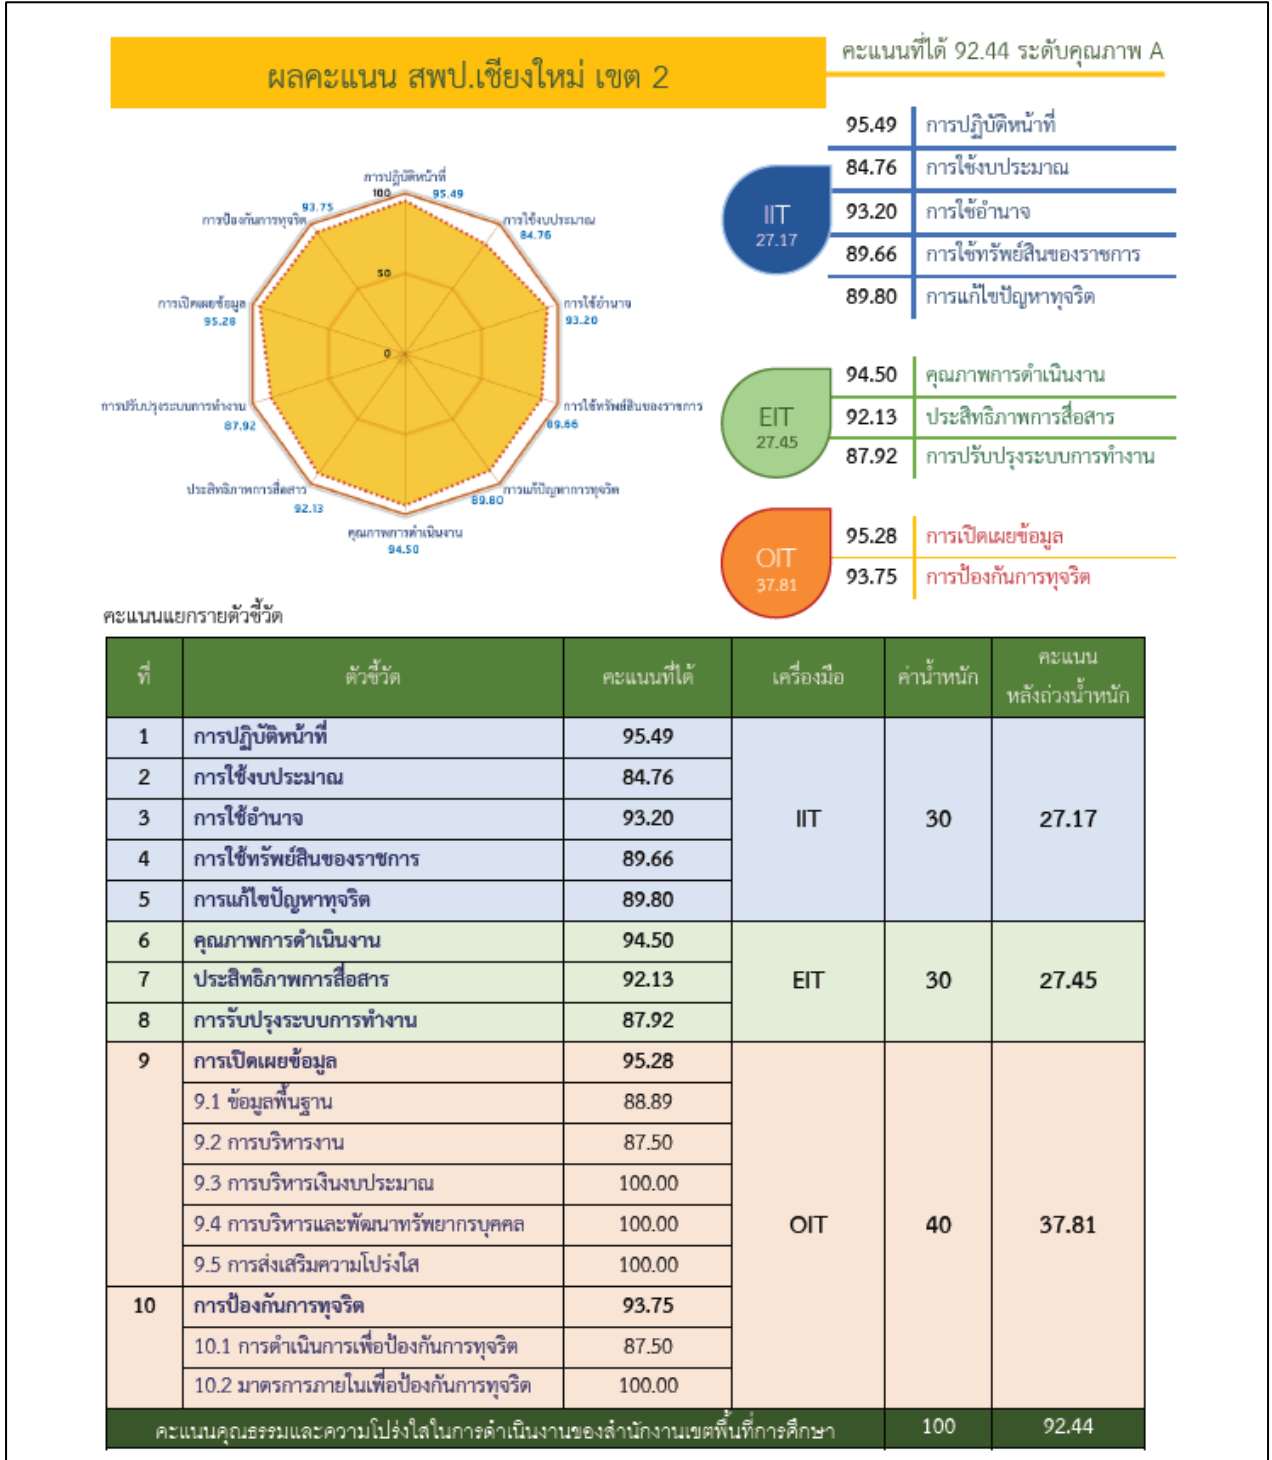 ผลคะแนน สพป.เชียงใหม่ เขต 2
คะแนนที่ได้ 92.44 ระดับคุณภาพ A
การปฏิบัติหน้าที่
100
95.49
การใช้งบประมาณ
84.76
การใช้อำนาจ
93.20
การใช้ทรัพย์สินของราชการ
89.66
การแก้ปัญหาการทุจริต
89.80
คุณภาพการดำเนินงาน
94.50
ประสิทธิภาพการสื่อสาร
92.13
การปรับปรุงระบบการทำงาน
87.92
การเปิดเผยข้อมูล
95.28
การป้องกันการทุจริต
93.75
50
0
IIT
27.17
95.49 การปฏิบัติหน้าที่
84.76 การใช้งบประมาณ
93.20 การใช้อำนาจ
89.66 การใช้ทรัพย์สินของราชการ
89.80 การแก้ไขปัญหาทุจริต
EIT
27.45
94.50 คุณภาพการดำเนินงาน
92.13 ประสิทธิภาพการสื่อสาร
87.92 การปรับปรุงระบบการทำงาน
OIT
37.81
95.28 การเปิดเผยข้อมูล
93.75 การป้องกันการทุจริต
คะแนนแยกรายตัวชี้วัด
ที่ ตัวชี้วัด คะแนนที่ได้ เครื่องมือ ค่าน้ำหนัก คะแนน
หลังถ่วงน้ำหนัก
1 การปฏิบัติหน้าที่ 95.49
2 การใช้งบประมาณ 84.76
3 การใช้อำนาจ 93.20 IIT 30 27.17
4 การใช้ทรัพย์สินของราชการ 89.66
5 การแก้ไขปัญหาทุจริต 89.80
6 คุณภาพการดำเนินงาน 94.50
7 ประสิทธิภาพการสื่อสาร 92.13 EIT 30 27.45
8 การรับปรุงระบบการทำงาน 87.92
9 การเปิดเผยข้อมูล 95.28
9.1 ข้อมูลพื้นฐาน 88.89
9.2 การบริหารงาน 87.50
9.3 การบริหารเงินงบประมาณ 100.00
9.4 การบริหารและพัฒนาทรัพยากรบุคคล 100.00 OIT 40 37.81
9.5 การส่งเสริมความโปร่งใส 100.00
10 การป้องกันการทุจริต 93.75
10.1 การดำเนินการเพื่อป้องกันการทุจริต 87.50
10.2 มาตรการภายในเพื่อป้องกันการทุจริต 100.00
คะแนนคุณธรรมและความโปร่งใสในการดำเนินงานของสำนักงานเขตพื้นที่การศึกษา 100 92.44